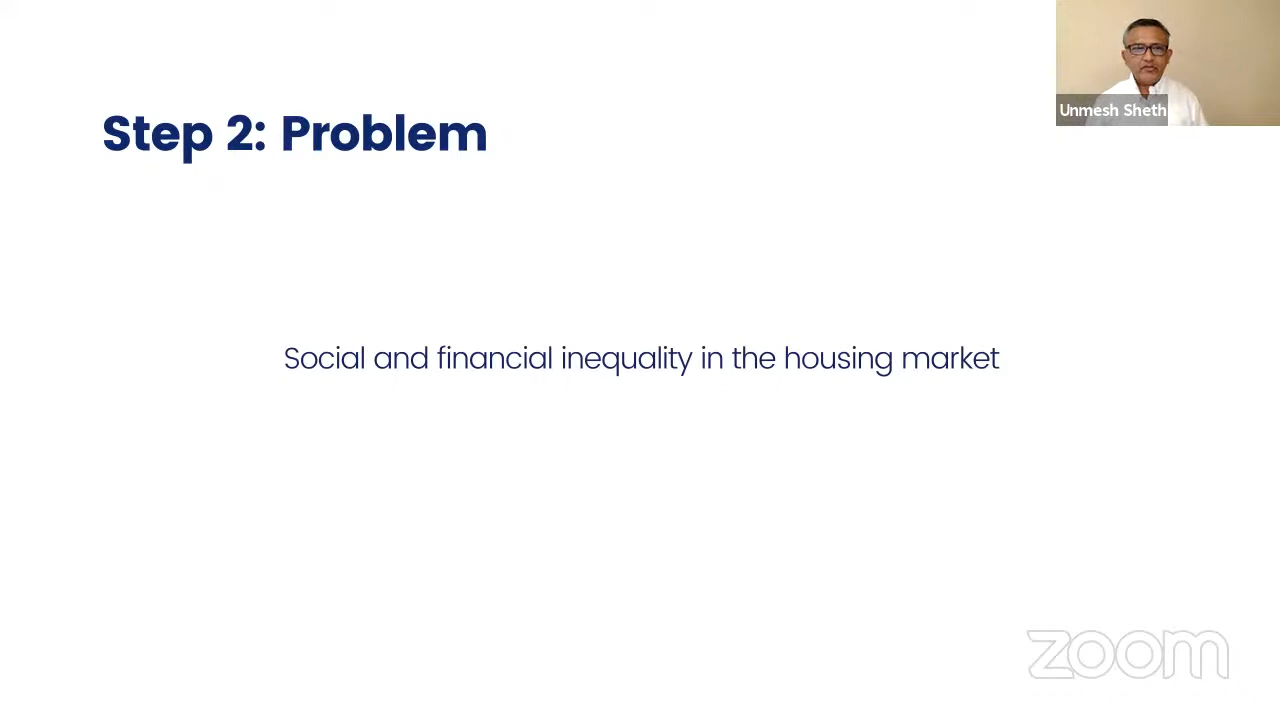 Step 2: Problem
Unmesh Sheth
Social and financial inequality in the housing market
zoom